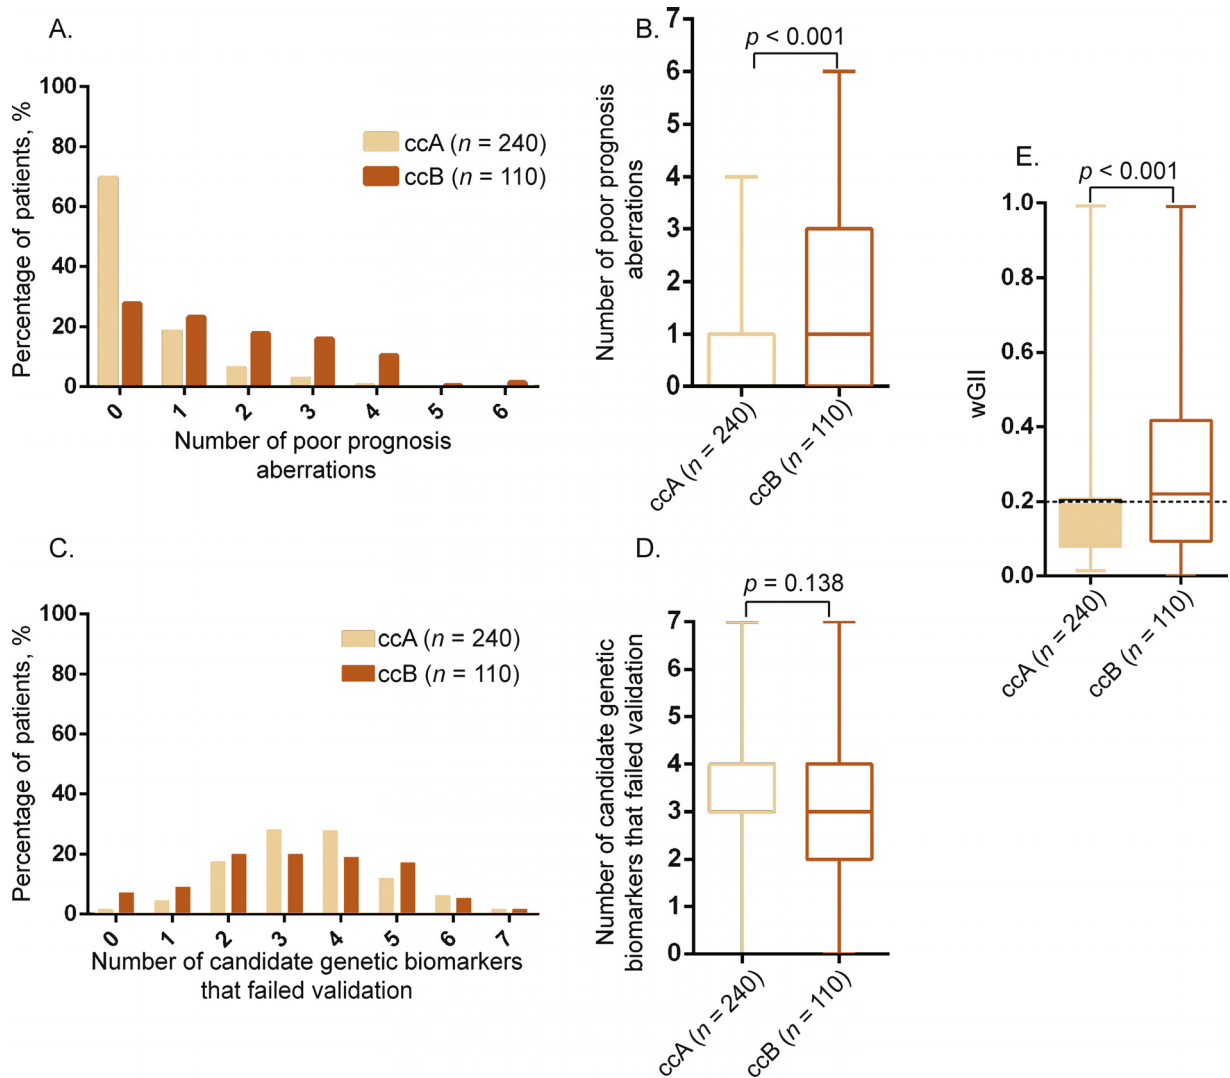 A.
Percentage of patients, %
100
80
60
40
20
0
ccA (n = 240)
ccB (n = 110)
0 1 2 3 4 5 6
Number of poor prognosis
aberrations
B.
p < 0.001
Number of poor prognosis
aberrations
7
6
5
4
3
2
1
0
ccA (n = 240)
ccB (n = 110)
C.
Percentage of patients, %
100
80
60
40
20
0
ccA (n = 240)
ccB (n = 110)
0 1 2 3 4 5 6 7
Number of candidate genetic biomarkers
that failed validation
D.
p = 0.138
Number of candidate genetic
biomarkers that failed validation
7
6
5
4
3
2
1
0
ccA (n = 240)
ccB (n = 110)
E.
p < 0.001
wGII
1.0
0.8
0.6
0.4
0.2
0.0
ccA (n = 240)
ccB (n = 110)